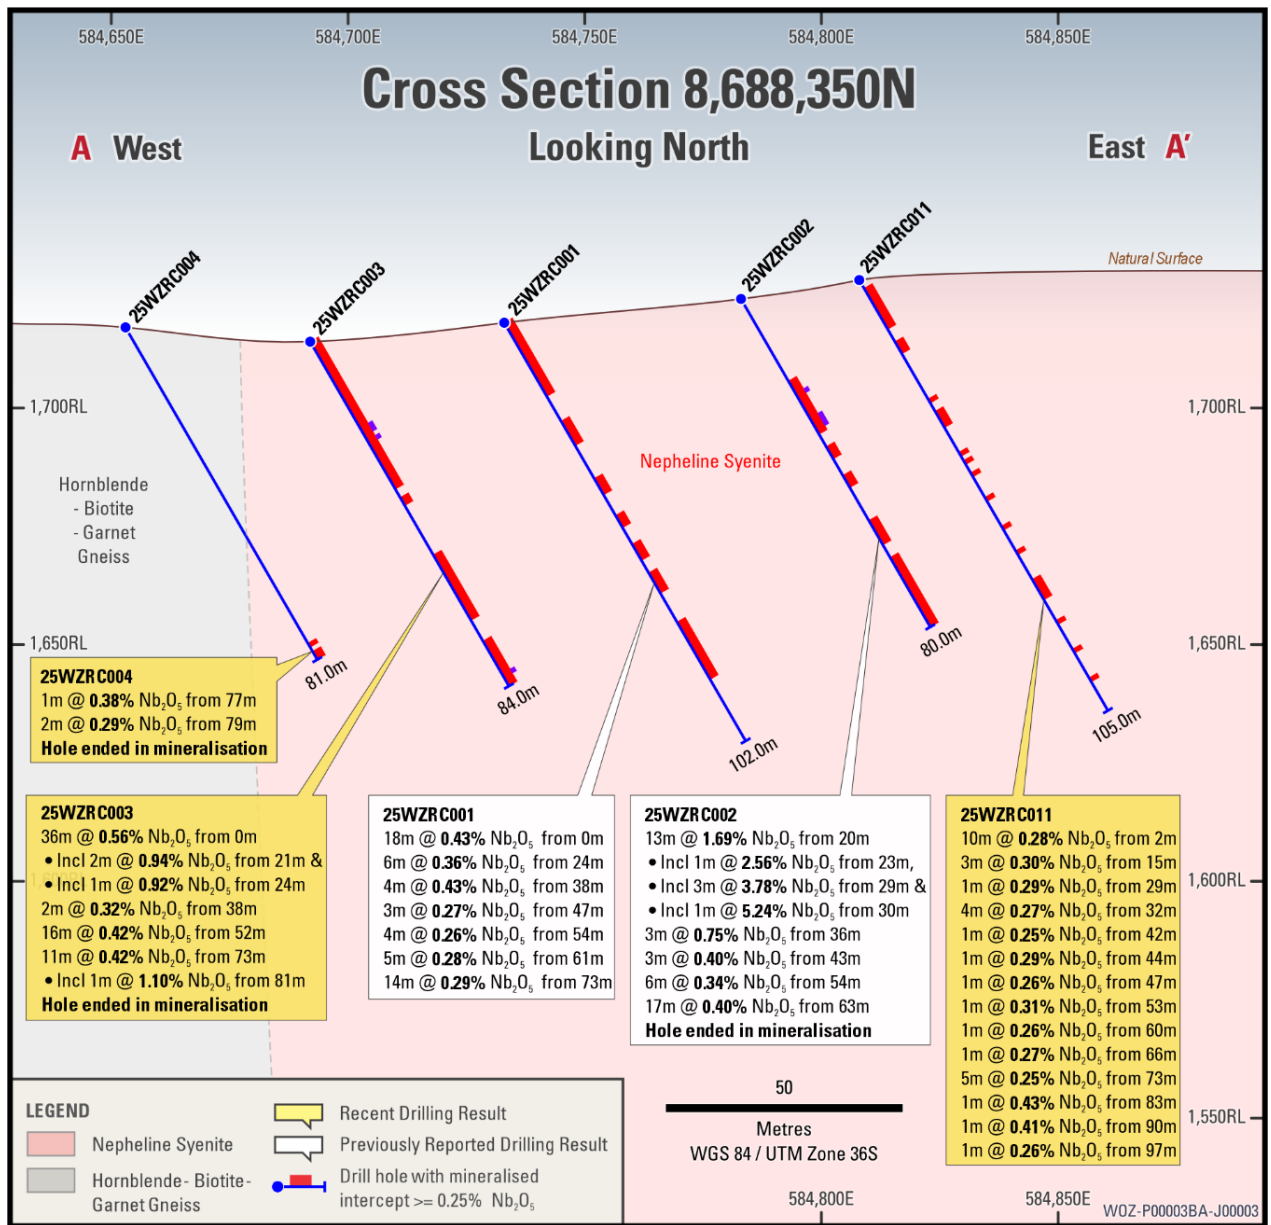 584,650E 584,700E 584,750E 584,800E 584,850E
Cross Section 8,688,350N
A West Looking North East A′
25WZRC004
25WZRC003
25WZRC001
25WZRC002
25WZRC011
Natural Surface
1,700RL 1,700RL
Nepheline Syenite
Hornblende
- Biotite
- Garnet
Gneiss
1,650RL 1,650RL
81.0m
84.0m
102.0m
80.0m
105.0m
25WZRC004
1m @ 0.38% Nb₂O₅ from 77m
2m @ 0.29% Nb₂O₅ from 79m
Hole ended in mineralisation
25WZRC003
36m @ 0.56% Nb₂O₅ from 0m
• Incl 2m @ 0.94% Nb₂O₅ from 21m &
• Incl 1m @ 0.92% Nb₂O₅ from 24m
2m @ 0.32% Nb₂O₅ from 38m
16m @ 0.42% Nb₂O₅ from 52m
11m @ 0.42% Nb₂O₅ from 73m
• Incl 1m @ 1.10% Nb₂O₅ from 81m
Hole ended in mineralisation
25WZRC001
18m @ 0.43% Nb₂O₅ from 0m
6m @ 0.36% Nb₂O₅ from 24m
4m @ 0.43% Nb₂O₅ from 38m
3m @ 0.27% Nb₂O₅ from 47m
4m @ 0.26% Nb₂O₅ from 54m
5m @ 0.28% Nb₂O₅ from 61m
14m @ 0.29% Nb₂O₅ from 73m
25WZRC002
13m @ 1.69% Nb₂O₅ from 20m
• Incl 1m @ 2.56% Nb₂O₅ from 23m,
• Incl 3m @ 3.78% Nb₂O₅ from 29m &
• Incl 1m @ 5.24% Nb₂O₅ from 30m
3m @ 0.75% Nb₂O₅ from 36m
3m @ 0.40% Nb₂O₅ from 43m
6m @ 0.34% Nb₂O₅ from 54m
17m @ 0.40% Nb₂O₅ from 63m
Hole ended in mineralisation
25WZRC011
10m @ 0.28% Nb₂O₅ from 2m
3m @ 0.30% Nb₂O₅ from 15m
1m @ 0.29% Nb₂O₅ from 29m
4m @ 0.27% Nb₂O₅ from 32m
1m @ 0.25% Nb₂O₅ from 42m
1m @ 0.29% Nb₂O₅ from 44m
1m @ 0.26% Nb₂O₅ from 47m
1m @ 0.31% Nb₂O₅ from 53m
1m @ 0.26% Nb₂O₅ from 60m
1m @ 0.27% Nb₂O₅ from 66m
5m @ 0.25% Nb₂O₅ from 73m
1m @ 0.43% Nb₂O₅ from 83m
1m @ 0.41% Nb₂O₅ from 90m
1m @ 0.26% Nb₂O₅ from 97m
1,600RL 1,600RL
1,550RL
50
Metres
WGS 84 / UTM Zone 36S
LEGEND
Nepheline Syenite
Hornblende - Biotite -
Garnet Gneiss
Recent Drilling Result
Previously Reported Drilling Result
Drill hole with mineralised
intercept >= 0.25% Nb₂O₅
584,800E 584,850E
WOZ-P00003BA-J00003